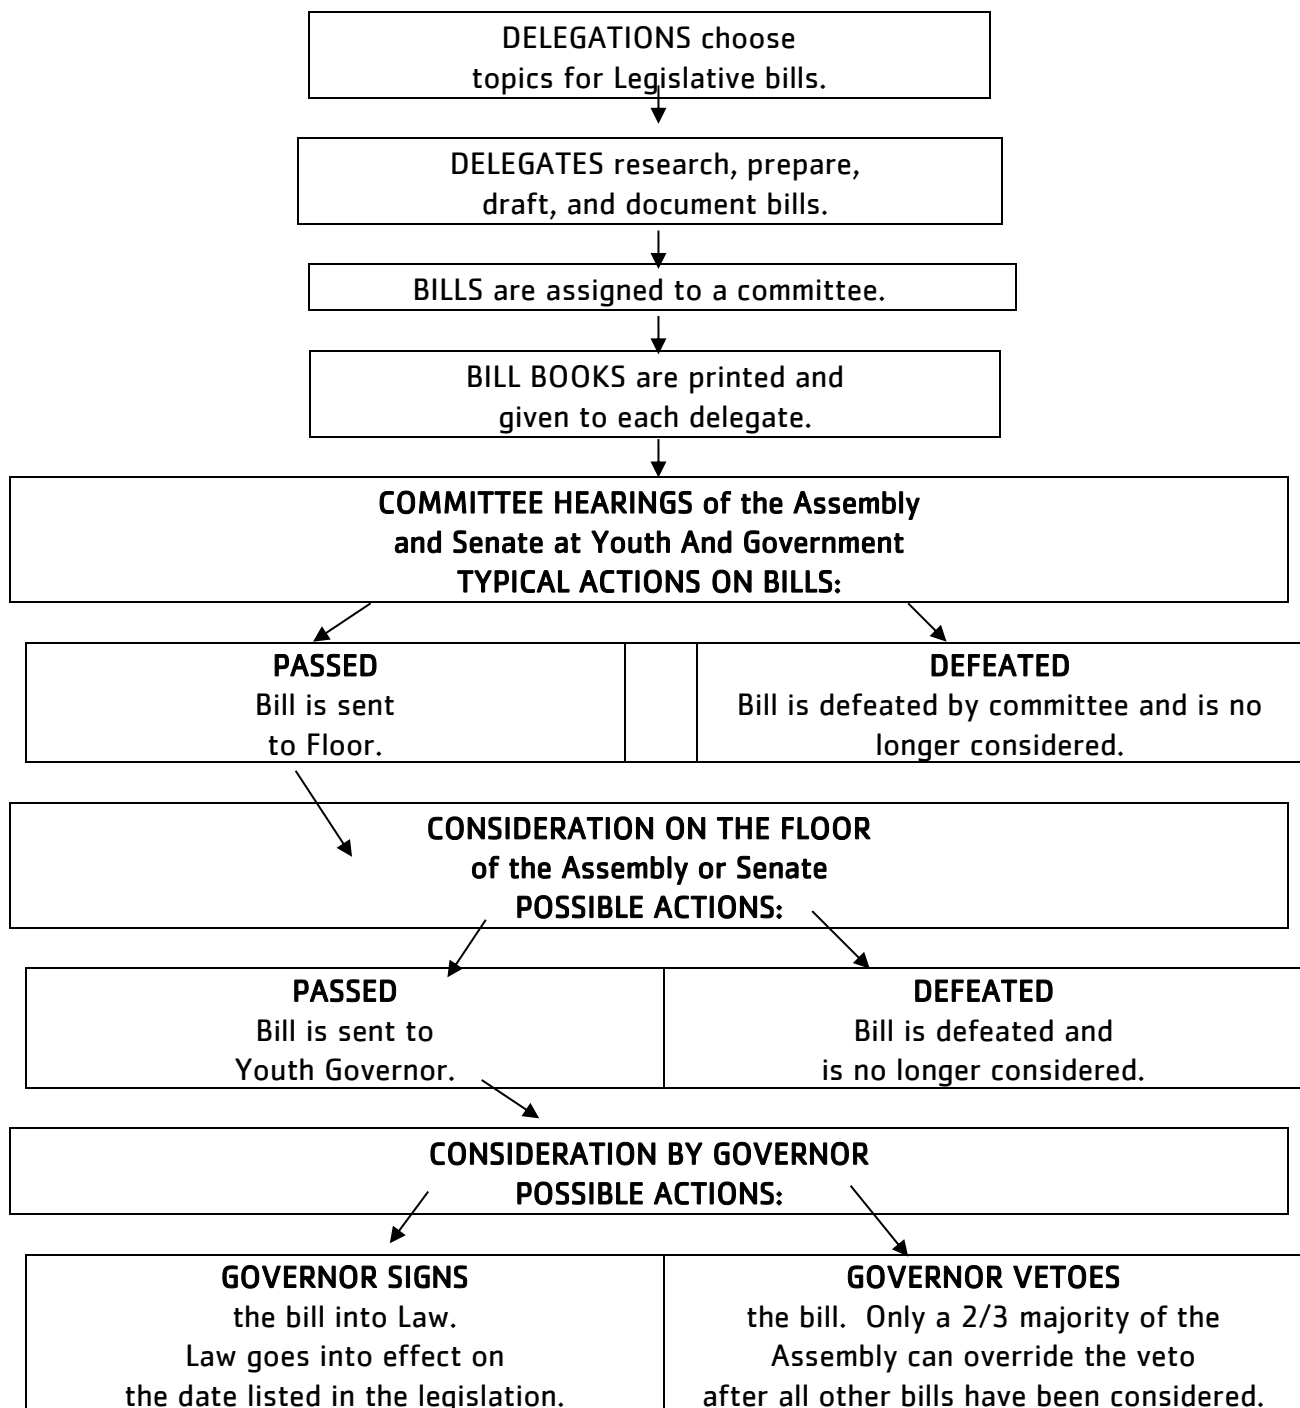 DELEGATIONS choose
topics for Legislative bills.
DELEGATES research, prepare,
draft, and document bills.
BILLS are assigned to a committee.
BILL BOOKS are printed and
given to each delegate.
COMMITTEE HEARINGS of the Assembly
and Senate at Youth And Government
TYPICAL ACTIONS ON BILLS:
PASSED
Bill is sent
to Floor.
DEFEATED
Bill is defeated by committee and is no
longer considered.
CONSIDERATION ON THE FLOOR
of the Assembly or Senate
POSSIBLE ACTIONS:
PASSED
Bill is sent to
Youth Governor.
DEFEATED
Bill is defeated and
is no longer considered.
CONSIDERATION BY GOVERNOR
POSSIBLE ACTIONS:
GOVERNOR SIGNS
the bill into Law.
Law goes into effect on
the date listed in the legislation.
GOVERNOR VETOES
the bill.  Only a 2/3 majority of the
Assembly can override the veto
after all other bills have been considered.